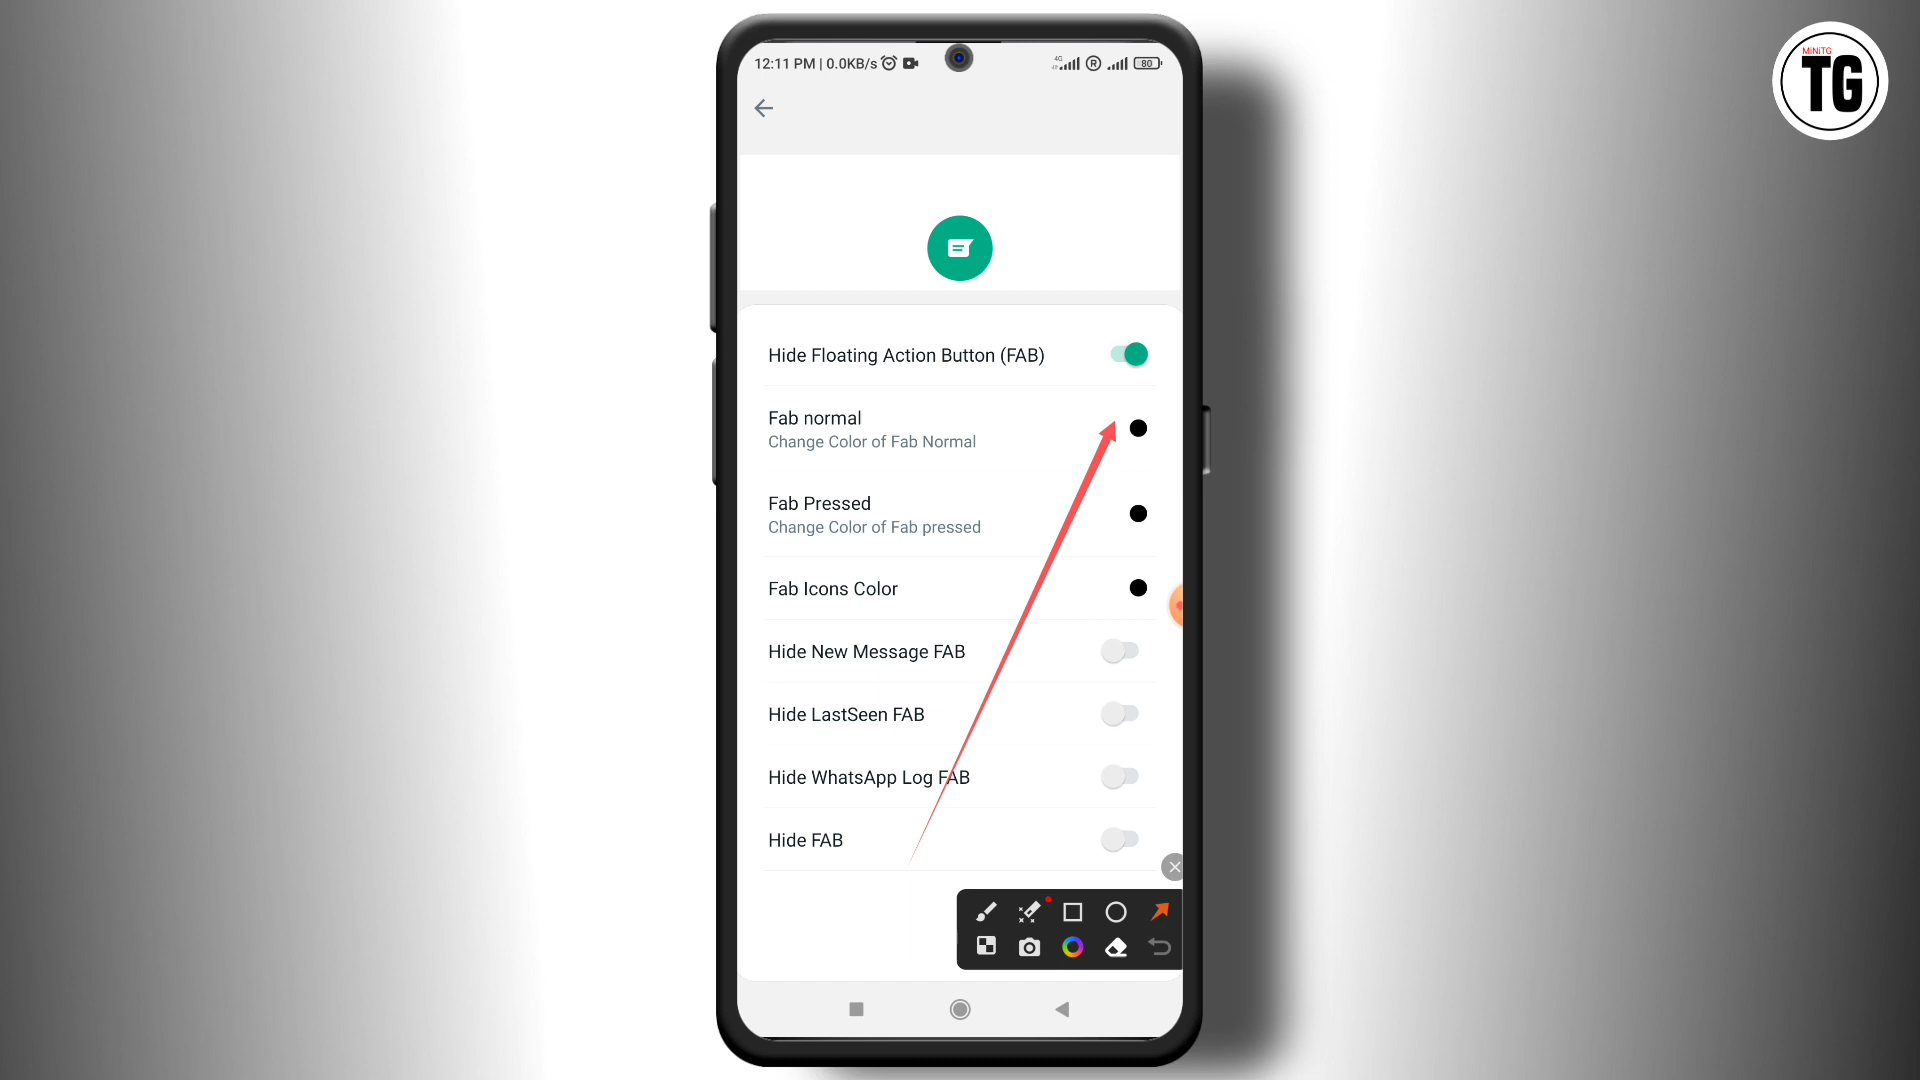 12:11 PM | 0.0KB/s
4G
R
80
MiNiTG
TG
Hide Floating Action Button (FAB)
Fab normal
Change Color of Fab Normal
Fab Pressed
Change Color of Fab pressed
Fab Icons Color
Hide New Message FAB
Hide LastSeen FAB
Hide WhatsApp Log FAB
Hide FAB